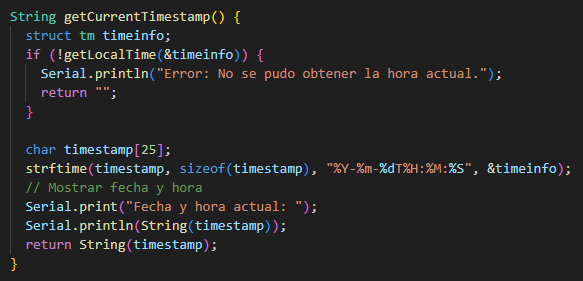 String getCurrentTimestamp() {
  struct tm timeinfo;
  if (!getLocalTime(&timeinfo)) {
    Serial.println("Error: No se pudo obtener la hora actual.");
    return "";
  }

  char timestamp[25];
  strftime(timestamp, sizeof(timestamp), "%Y-%m-%dT%H:%M:%S", &timeinfo);
  // Mostrar fecha y hora
  Serial.print("Fecha y hora actual: ");
  Serial.println(String(timestamp));
  return String(timestamp);
}